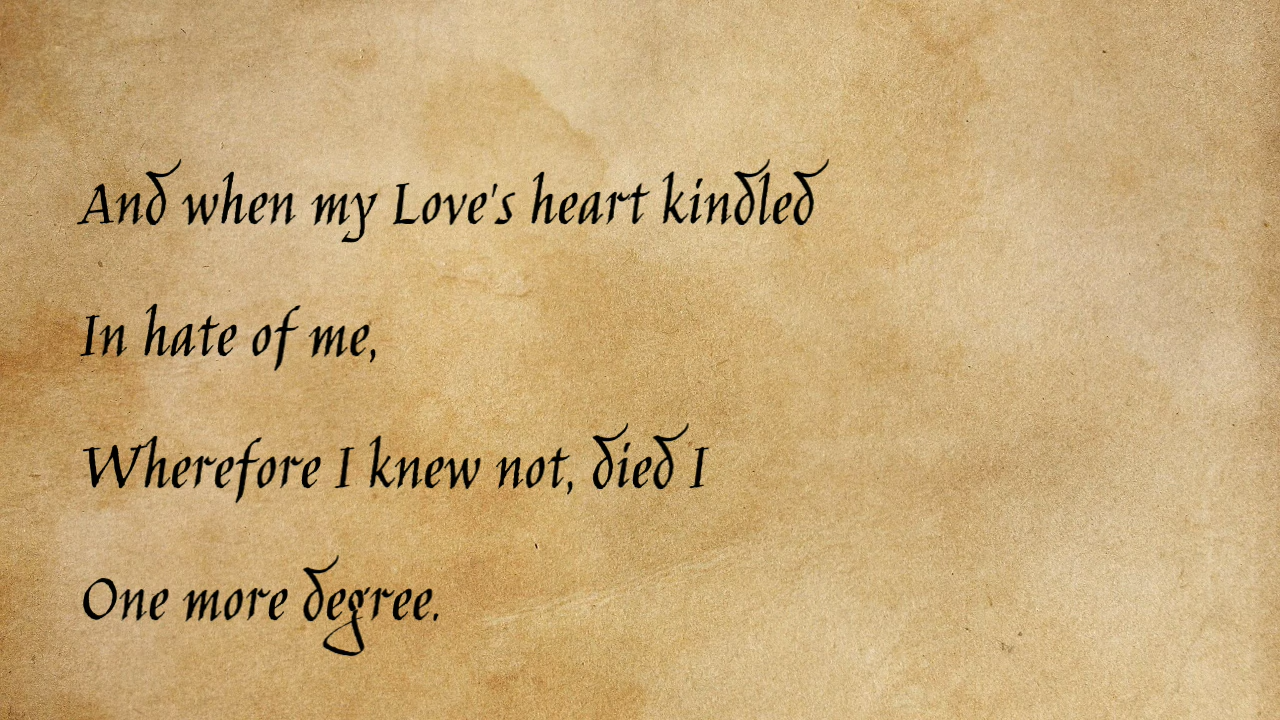 And when my Love's heart kindled
In hate of me,
Wherefore I knew not, died I
One more degree.